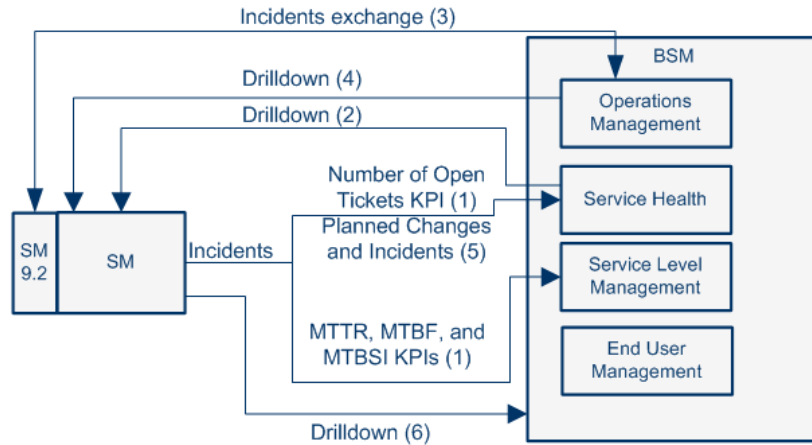 Incidents exchange (3)
BSM
Drilldown (4)
Operations
Management
Drilldown (2)
Number of Open
Tickets KPI (1)
Service Health
Planned Changes
and Incidents (5)
SM
9.2
SM
Incidents
Service Level
Management
MTTR, MTBF, and
MTBSI KPIs (1)
End User
Management
Drilldown (6)